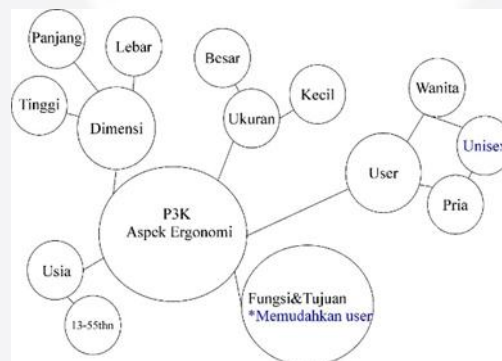 Panjang
Lebar
Tinggi
Dimensi
Besar
Kecil
Ukuran
Wanita
Unisex
User
Pria
P3K
Aspek Ergonomi
Usia
13-55thn
Fungsi&Tujuan
*Memudahkan user